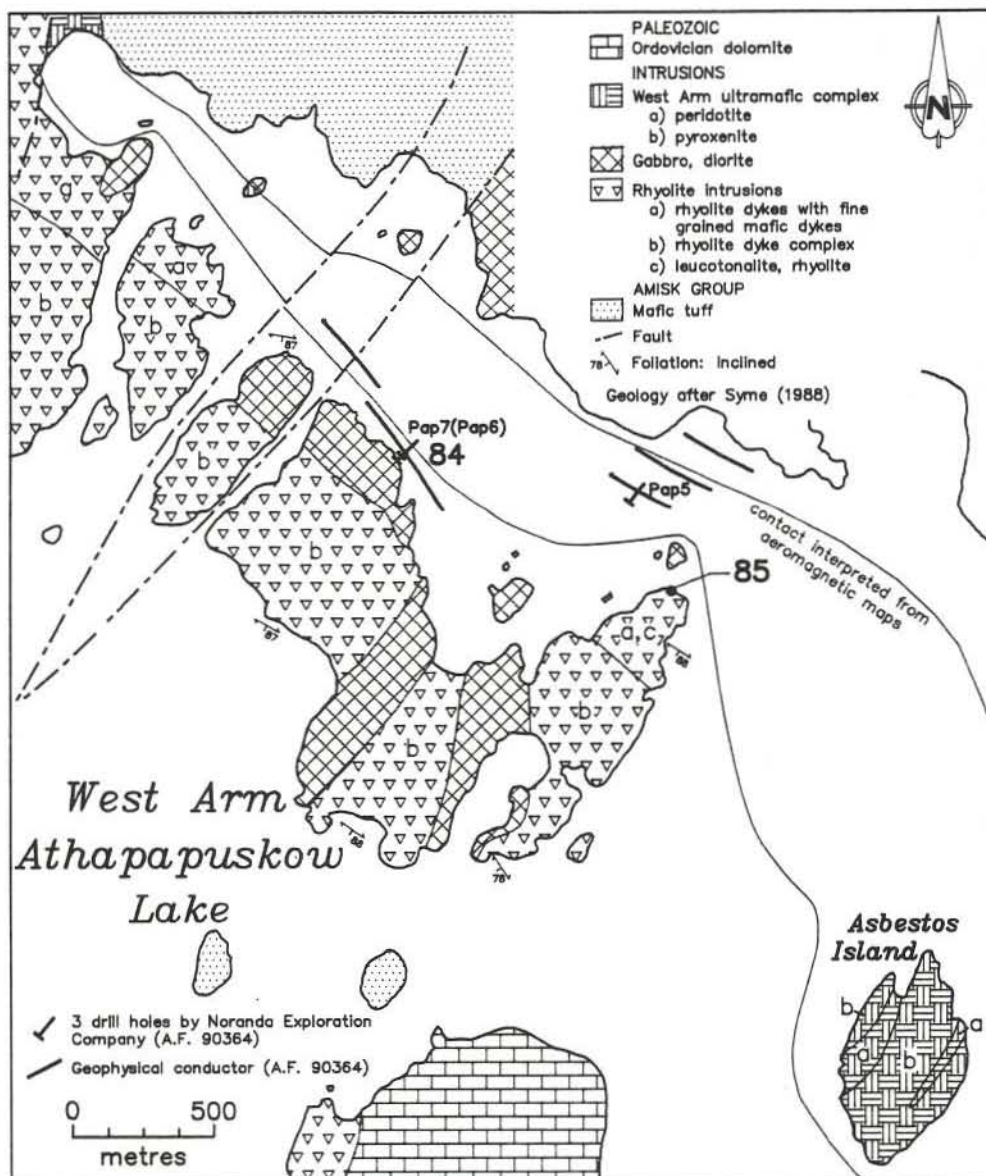 PALEOZOIC
Ordovician dolomite
INTRUSIONS
West Arm ultramafic complex
a) peridotite
b) pyroxenite
Gabbro, diorite
Rhyolite intrusions
a) rhyolite dykes with fine
grained mafic dykes
b) rhyolite dyke complex
c) leucotonalite, rhyolite
AMISK GROUP
Mafic tuff
Fault
78 Foliation: Inclined
Geology after Syme (1988)
N
a
b
b
87
Pap7(Pap6)
84
b
Pap5
contact interpreted from
aeromagnetic maps
b
85
a,c
87
88
b
b
West Arm
Athapapuskow
Lake
78
Asbestos
Island
b
a
a
b
3 drill holes by Noranda Exploration
Company (A.F. 90364)
Geophysical conductor (A.F. 90364)
0 500
metres